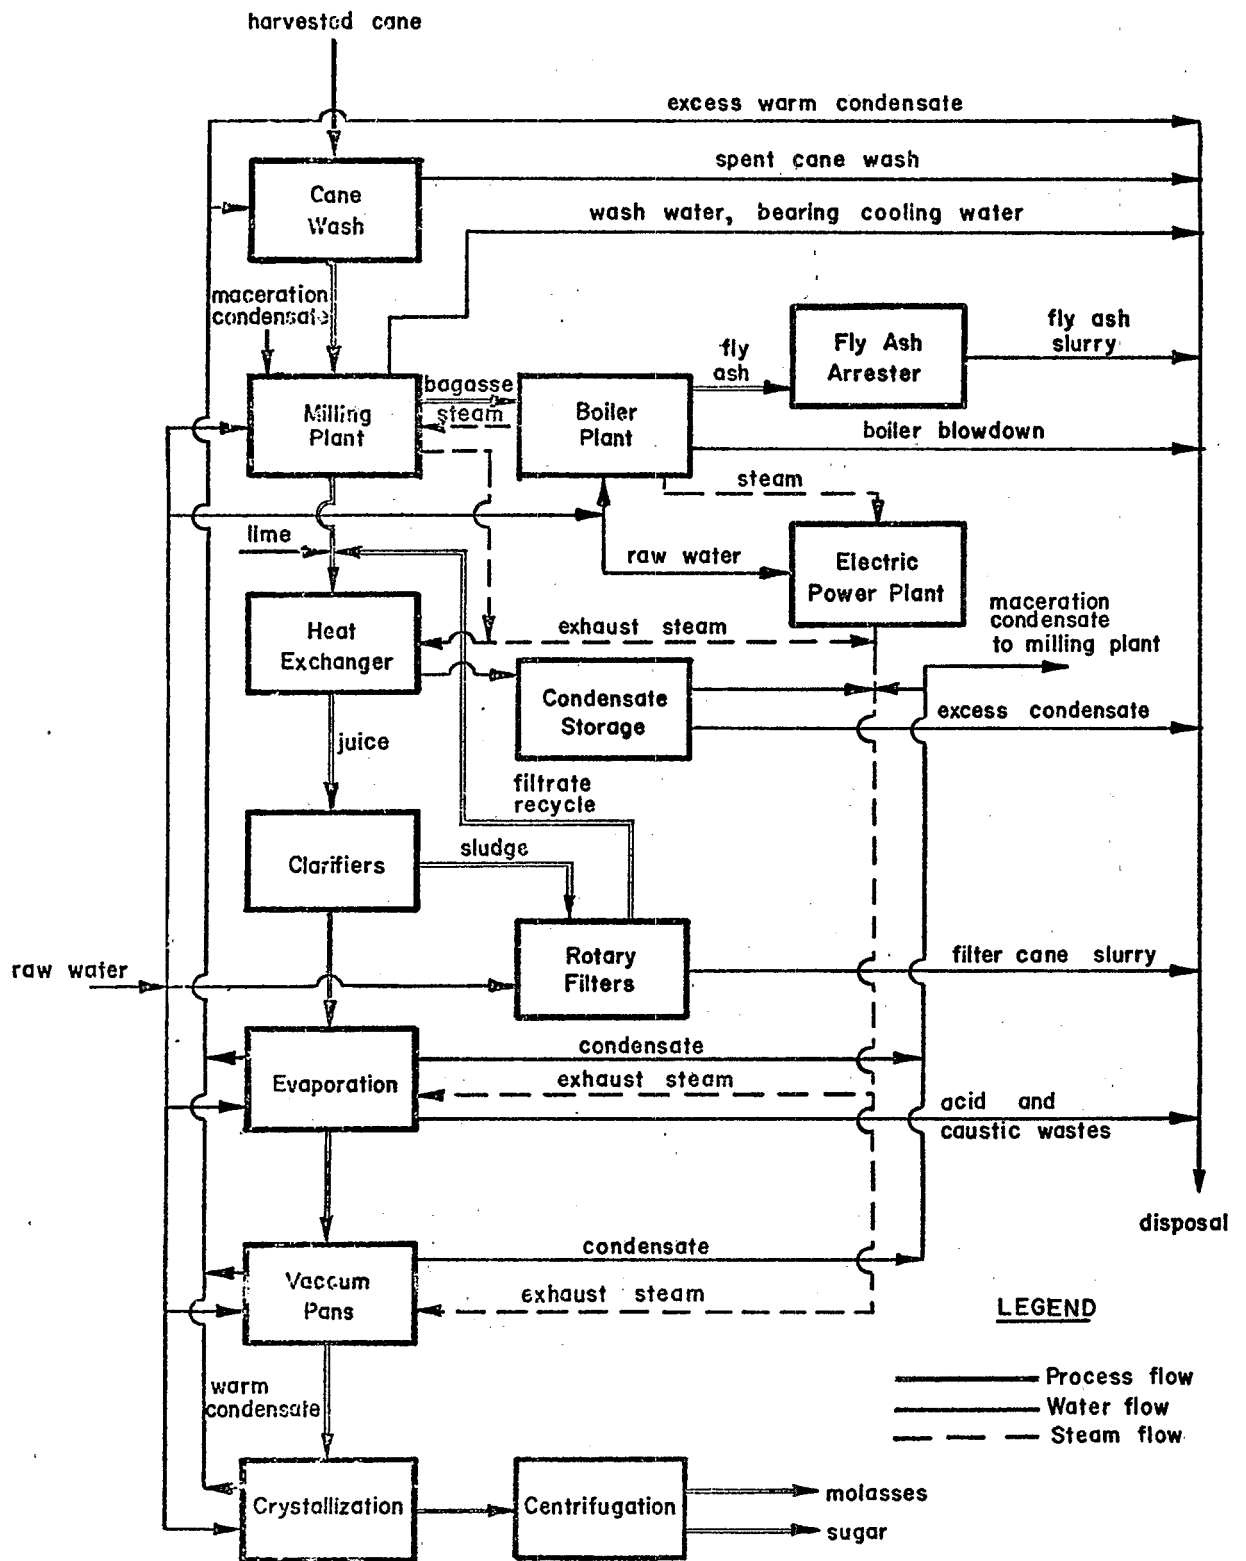 harvested cane
excess warm condensate
spent cane wash
Cane
Wash
wash water, bearing cooling water
maceration
condensate
fly ash
slurry
fly
ash
Fly Ash
Arrester
bagasse
steam
Milling
Plant
Boiler
Plant
boiler blowdown
steam
lime
raw water
Electric
Power Plant
maceration
condensate
to milling plant
Heat
Exchanger
exhaust steam
Condensate
Storage
excess condensate
juice
filtrate
recycle
Clarifiers
sludge
raw water
Rotary
Filters
filter cane slurry
condensate
Evaporation
exhaust steam
acid and
caustic wastes
disposal
condensate
Vaccum
Pans
exhaust steam
LEGEND
Process flow
Water flow
Steam flow
warm
condensate
Crystallization
Centrifugation
molasses
sugar